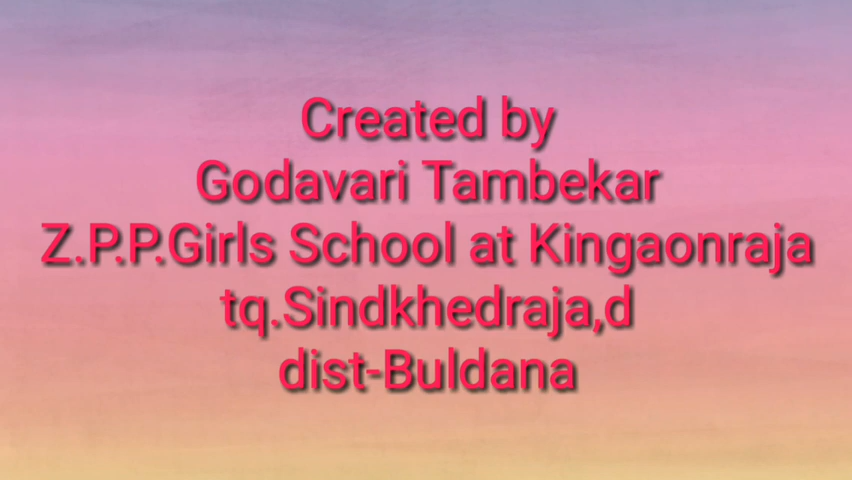 Created by
Godavari Tambekar
Z.P.P.Girls School at Kingaonraja
tq.Sindkhedraja,d
dist-Buldana